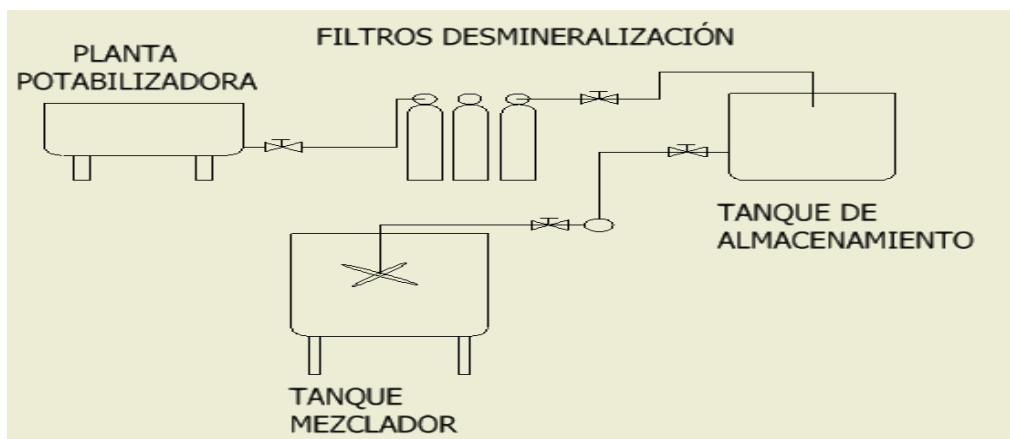 FILTROS DESMINERALIZACIÓN
PLANTA
POTABILIZADORA
TANQUE DE
ALMACENAMIENTO
TANQUE
MEZCLADOR